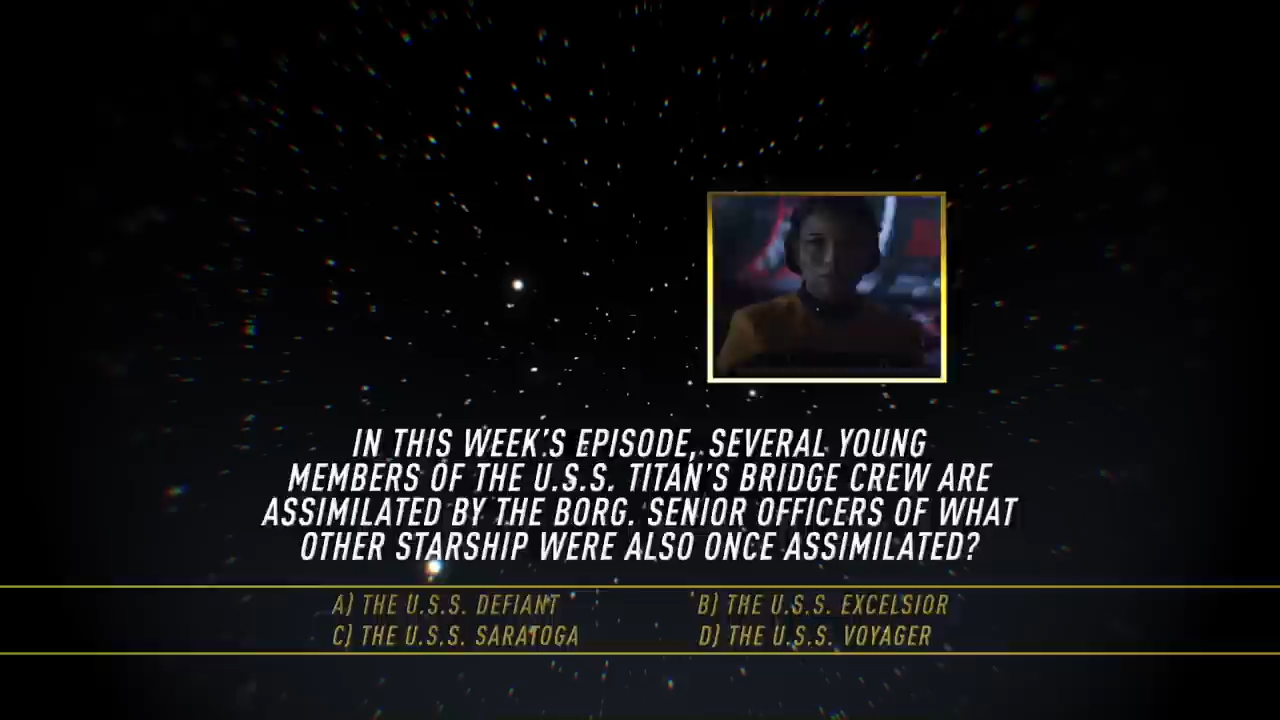 IN THIS WEEK'S EPISODE, SEVERAL YOUNG
MEMBERS OF THE U.S.S. TITAN'S BRIDGE CREW ARE
ASSIMILATED BY THE BORG. SENIOR OFFICERS OF WHAT
OTHER STARSHIP WERE ALSO ONCE ASSIMILATED?
A) THE U.S.S. DEFIANT
B) THE U.S.S. EXCELSIOR
C) THE U.S.S. SARATOGA
D) THE U.S.S. VOYAGER